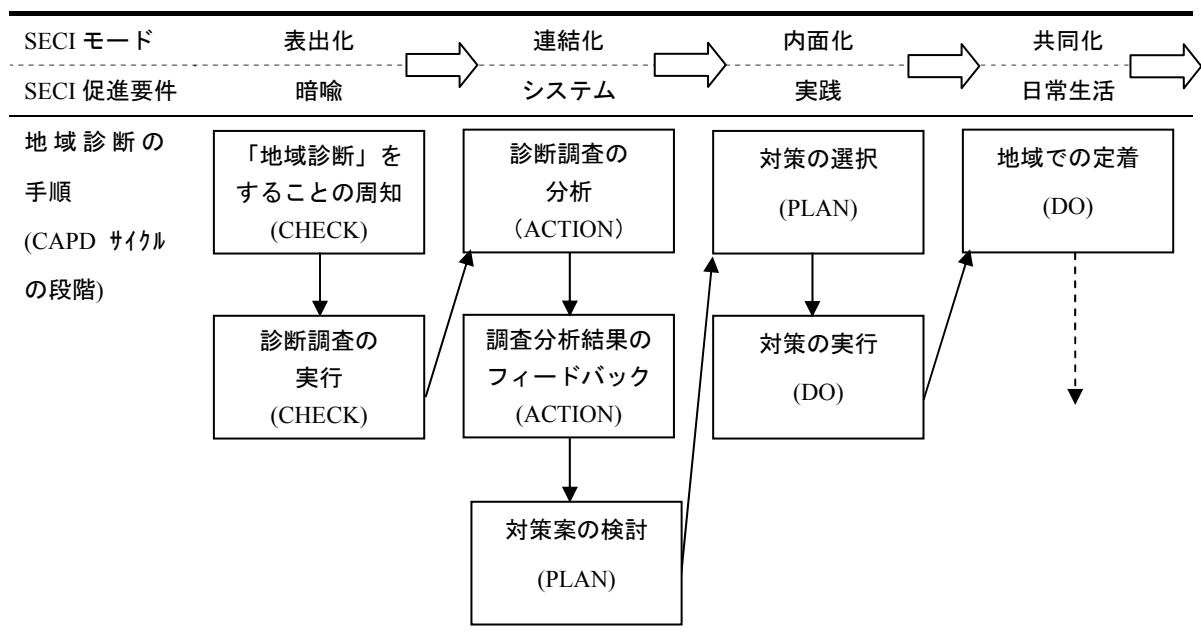 SECI モード 表出化 連結化 内面化 共同化
SECI 促進要件 暗喩 システム 実践 日常生活
地域診断の
手順
(CAPD サイクル
の段階)
「地域診断」を
することの周知
(CHECK)
診断調査の
実行
(CHECK)
診断調査の
分析
(ACTION)
調査分析結果の
フィードバック
(ACTION)
対策案の検討
(PLAN)
対策の選択
(PLAN)
対策の実行
(DO)
地域での定着
(DO)